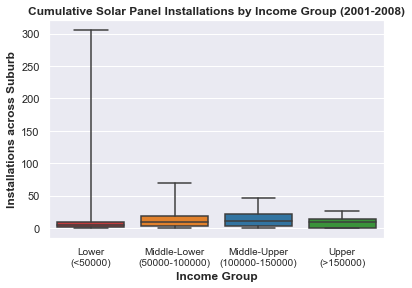 Cumulative Solar Panel Installations by Income Group (2001-2008)
Installations across Suburb
300
250
200
150
100
50
0
Lower
(<50000)
Middle-Lower
(50000-100000)
Middle-Upper
(100000-150000)
Upper
(>150000)
Income Group